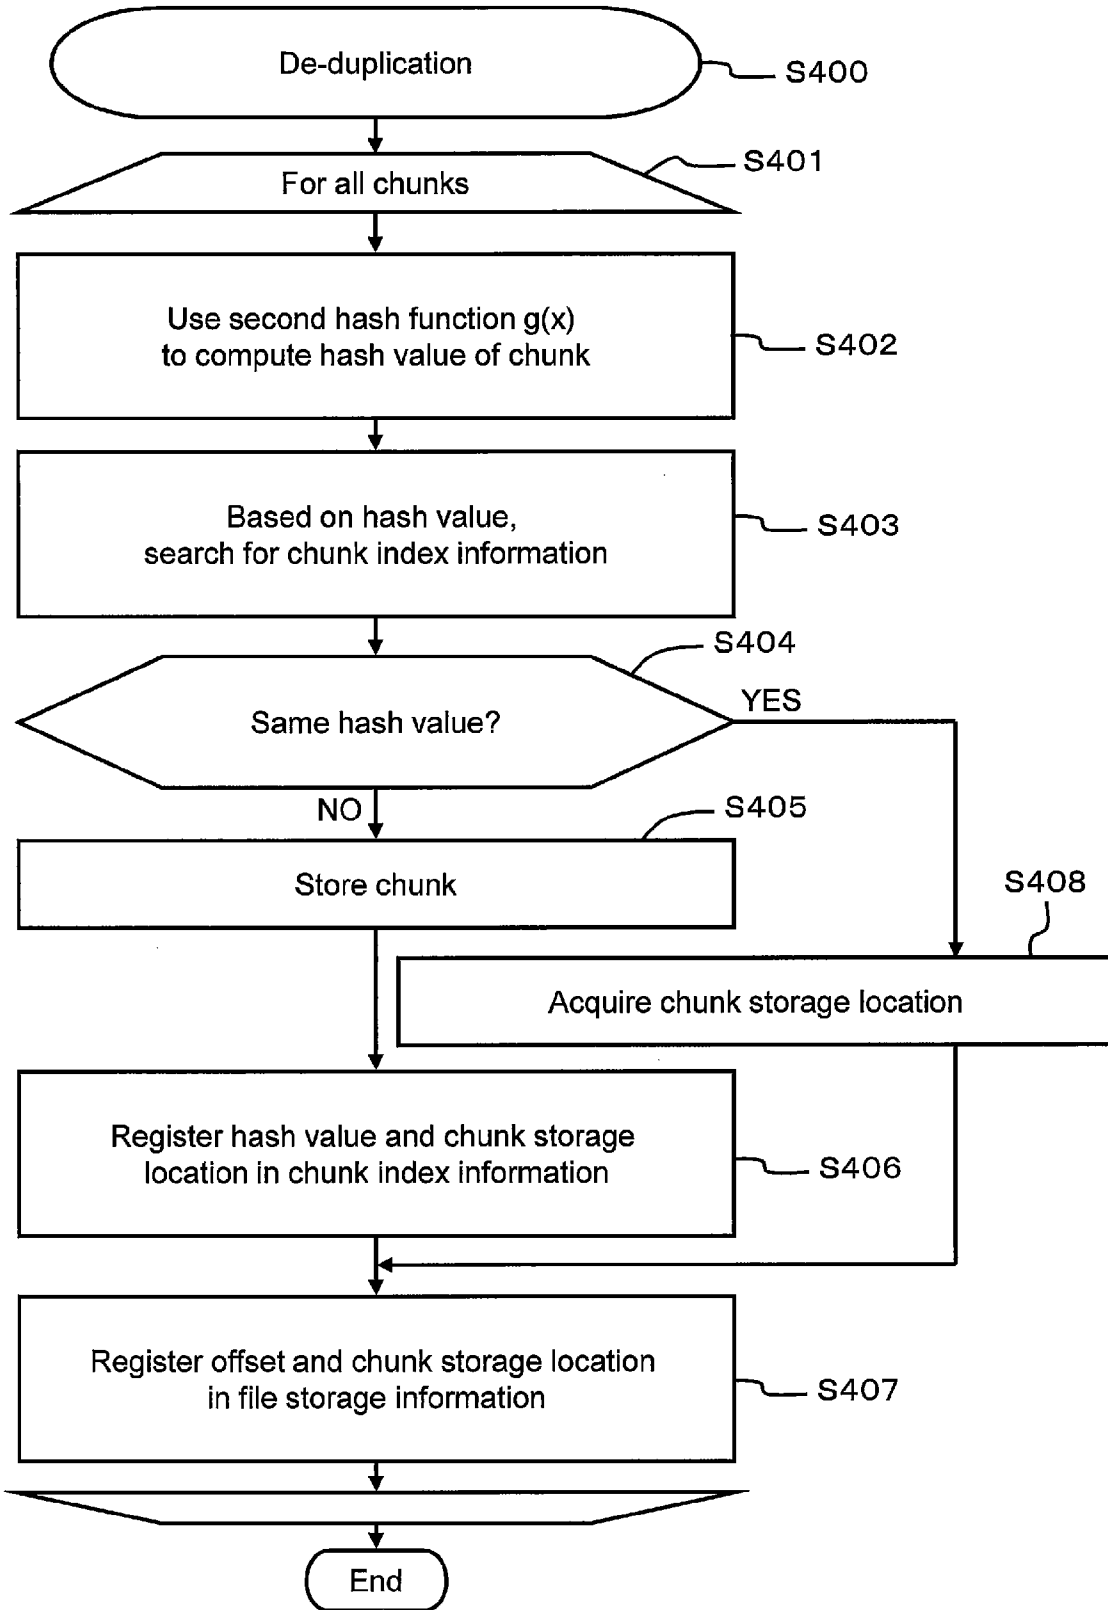 De-duplication
S400
S401
For all chunks
Use second hash function g(x)
to compute hash value of chunk
S402
Based on hash value,
search for chunk index information
S403
S404
Same hash value?
YES
NO
S405
Store chunk
S408
Acquire chunk storage location
Register hash value and chunk storage
location in chunk index information
S406
Register offset and chunk storage location
in file storage information
S407
End